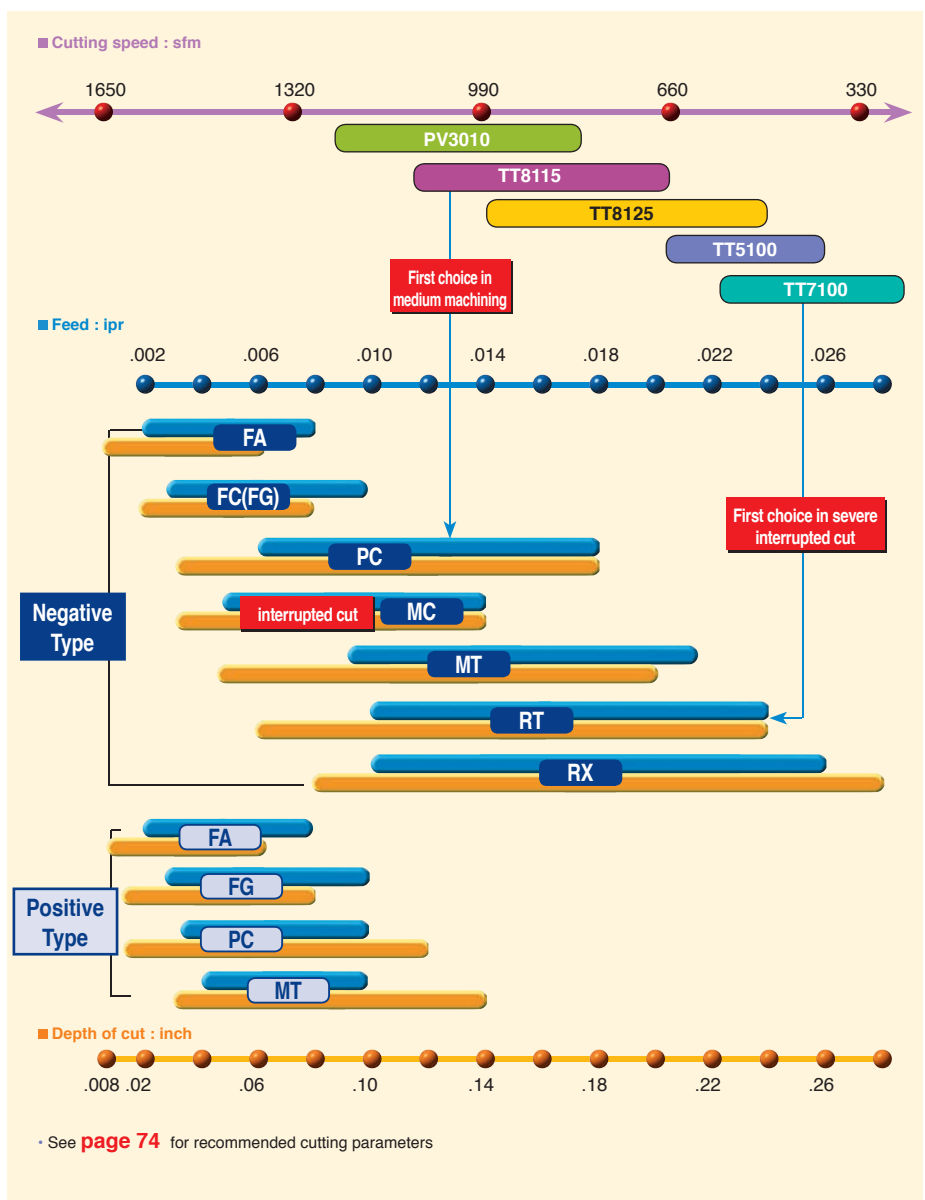 Cutting speed : sfm
1650 1320 990 660 330
PV3010
TT8115
TT8125
TT5100
TT7100
First choice in
medium machining
Feed : ipr
.002 .006 .010 .014 .018 .022 .026
FA
FC(FG)
First choice in severe
interrupted cut
PC
Negative
Type
interrupted cut
MC
MT
RT
RX
FA
FG
Positive
Type
PC
MT
Depth of cut : inch
.008 .02 .06 .10 .14 .18 .22 .26
• See page 74 for recommended cutting parameters